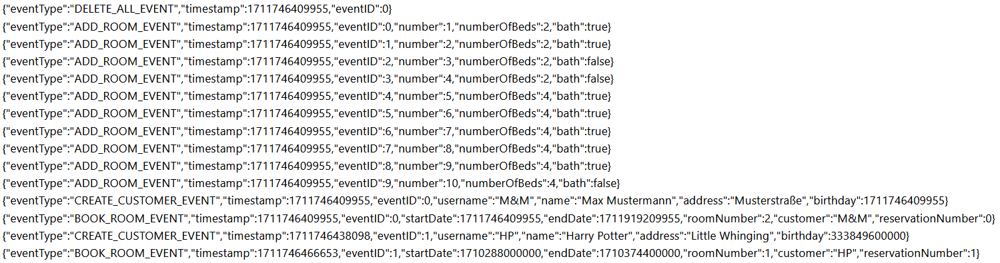 {"eventType":"DELETE_ALL_EVENT","timestamp":1711746409955,"eventID":0}
{"eventType":"ADD_ROOM_EVENT","timestamp":1711746409955,"eventID":0,"number":1,"numberOfBeds":2,"bath":true}
{"eventType":"ADD_ROOM_EVENT","timestamp":1711746409955,"eventID":1,"number":2,"numberOfBeds":2,"bath":true}
{"eventType":"ADD_ROOM_EVENT","timestamp":1711746409955,"eventID":2,"number":3,"numberOfBeds":2,"bath":false}
{"eventType":"ADD_ROOM_EVENT","timestamp":1711746409955,"eventID":3,"number":4,"numberOfBeds":2,"bath":false}
{"eventType":"ADD_ROOM_EVENT","timestamp":1711746409955,"eventID":4,"number":5,"numberOfBeds":4,"bath":true}
{"eventType":"ADD_ROOM_EVENT","timestamp":1711746409955,"eventID":5,"number":6,"numberOfBeds":4,"bath":true}
{"eventType":"ADD_ROOM_EVENT","timestamp":1711746409955,"eventID":6,"number":7,"numberOfBeds":4,"bath":true}
{"eventType":"ADD_ROOM_EVENT","timestamp":1711746409955,"eventID":7,"number":8,"numberOfBeds":4,"bath":true}
{"eventType":"ADD_ROOM_EVENT","timestamp":1711746409955,"eventID":8,"number":9,"numberOfBeds":4,"bath":true}
{"eventType":"ADD_ROOM_EVENT","timestamp":1711746409955,"eventID":9,"number":10,"numberOfBeds":4,"bath":false}
{"eventType":"CREATE_CUSTOMER_EVENT","timestamp":1711746409955,"eventID":0,"username":"M&M","name":"Max Mustermann","address":"Musterstraße","birthday":1711746409955}
{"eventType":"BOOK_ROOM_EVENT","timestamp":1711746409955,"eventID":0,"startDate":1711746409955,"endDate":1711919209955,"roomNumber":2,"customer":"M&M","reservationNumber":0}
{"eventType":"CREATE_CUSTOMER_EVENT","timestamp":1711746438098,"eventID":1,"username":"HP","name":"Harry Potter","address":"Little Whinging","birthday":333849600000}
{"eventType":"BOOK_ROOM_EVENT","timestamp":1711746466653,"eventID":1,"startDate":1710288000000,"endDate":1710374400000,"roomNumber":1,"customer":"HP","reservationNumber":1}